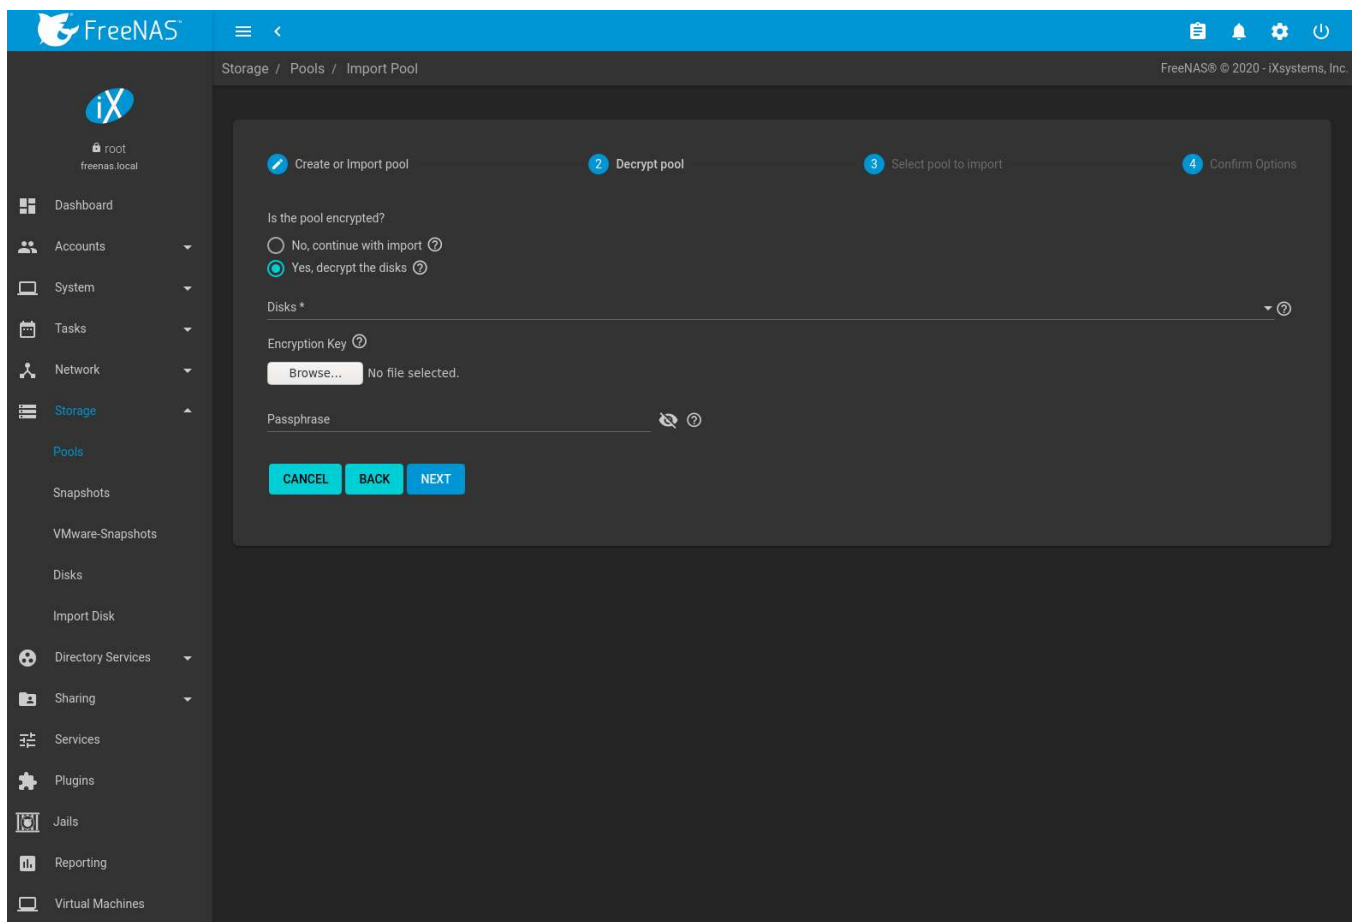 FreeNAS™
Storage / Pools / Import Pool
FreeNAS® © 2020 - iXsystems, Inc.
iX
root
freenas.local
Dashboard
Accounts
System
Tasks
Network
Storage
Pools
Snapshots
VMware-Snapshots
Disks
Import Disk
Directory Services
Sharing
Services
Plugins
Jails
Reporting
Virtual Machines
Create or Import pool
2 Decrypt pool
3 Select pool to import
4 Confirm Options
Is the pool encrypted?
No, continue with import
Yes, decrypt the disks
Disks *
Encryption Key
Browse... No file selected.
Passphrase
CANCEL BACK NEXT